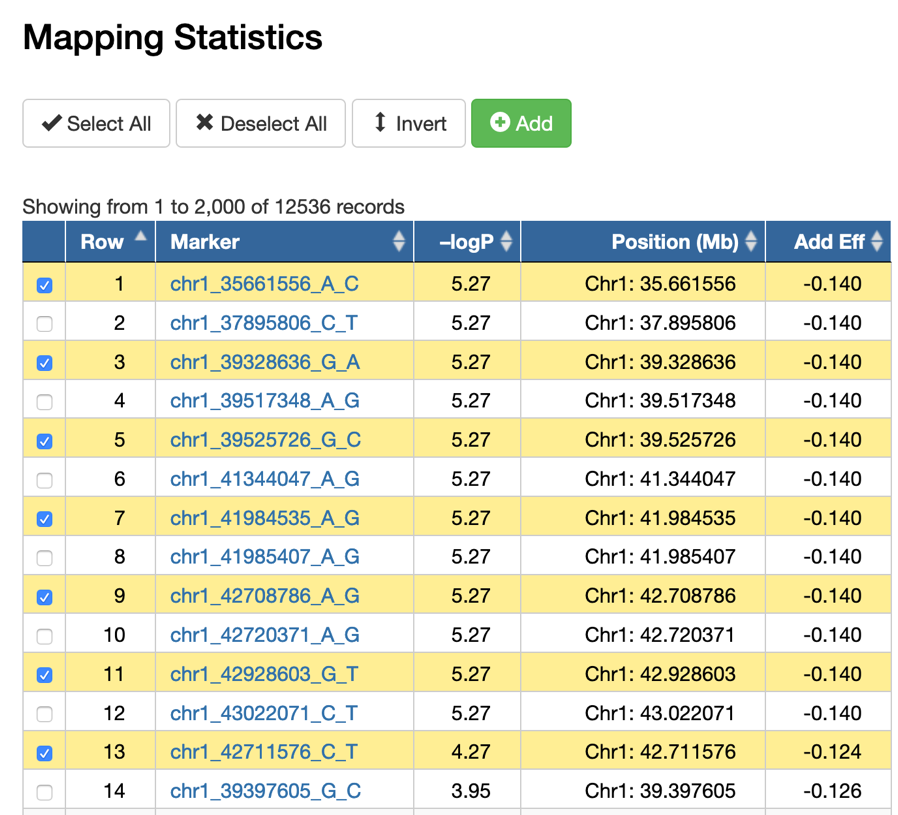 Mapping Statistics
Select All Deselect All Invert Add
Showing from 1 to 2,000 of 12536 records
Row Marker –logP Position (Mb) Add Eff
1 chr1_35661556_A_C 5.27 Chr1: 35.661556 -0.140
2 chr1_37895806_C_T 5.27 Chr1: 37.895806 -0.140
3 chr1_39328636_G_A 5.27 Chr1: 39.328636 -0.140
4 chr1_39517348_A_G 5.27 Chr1: 39.517348 -0.140
5 chr1_39525726_G_C 5.27 Chr1: 39.525726 -0.140
6 chr1_41344047_A_G 5.27 Chr1: 41.344047 -0.140
7 chr1_41984535_A_G 5.27 Chr1: 41.984535 -0.140
8 chr1_41985407_A_G 5.27 Chr1: 41.985407 -0.140
9 chr1_42708786_A_G 5.27 Chr1: 42.708786 -0.140
10 chr1_42720371_A_G 5.27 Chr1: 42.720371 -0.140
11 chr1_42928603_G_T 5.27 Chr1: 42.928603 -0.140
12 chr1_43022071_C_T 5.27 Chr1: 43.022071 -0.140
13 chr1_42711576_C_T 4.27 Chr1: 42.711576 -0.124
14 chr1_39397605_G_C 3.95 Chr1: 39.397605 -0.126